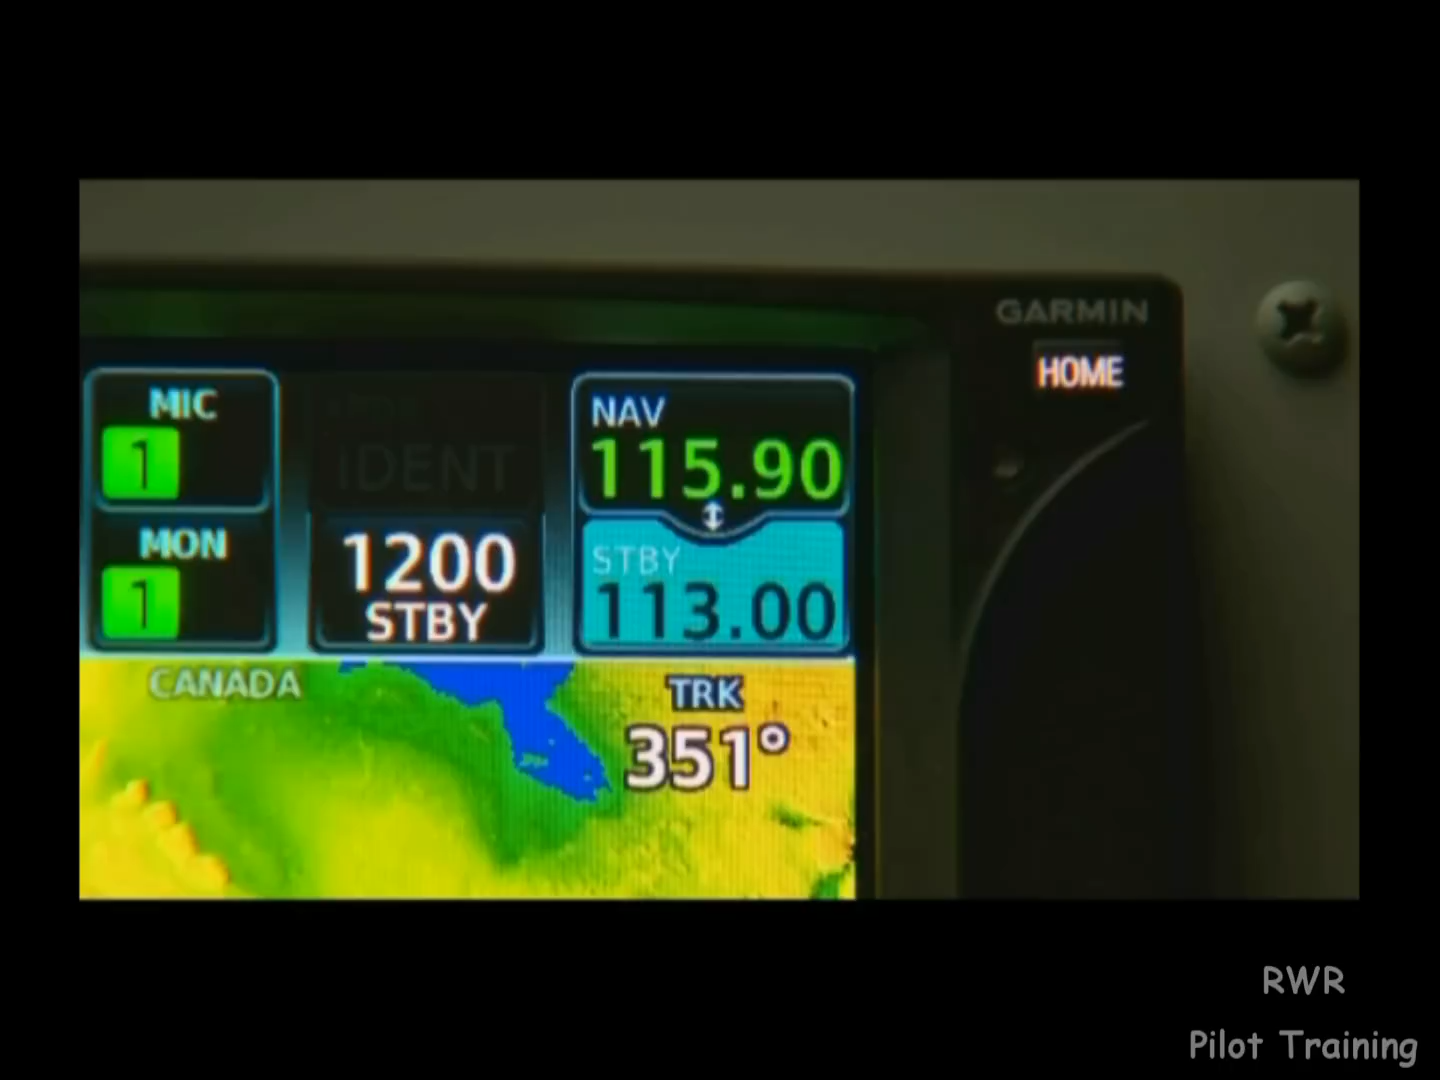 GARMIN
HOME
MIC
1
MON
1
IDENT
1200
STBY
NAV
115.90
STBY
113.00
CANADA
TRK
351°
RWR
Pilot Training